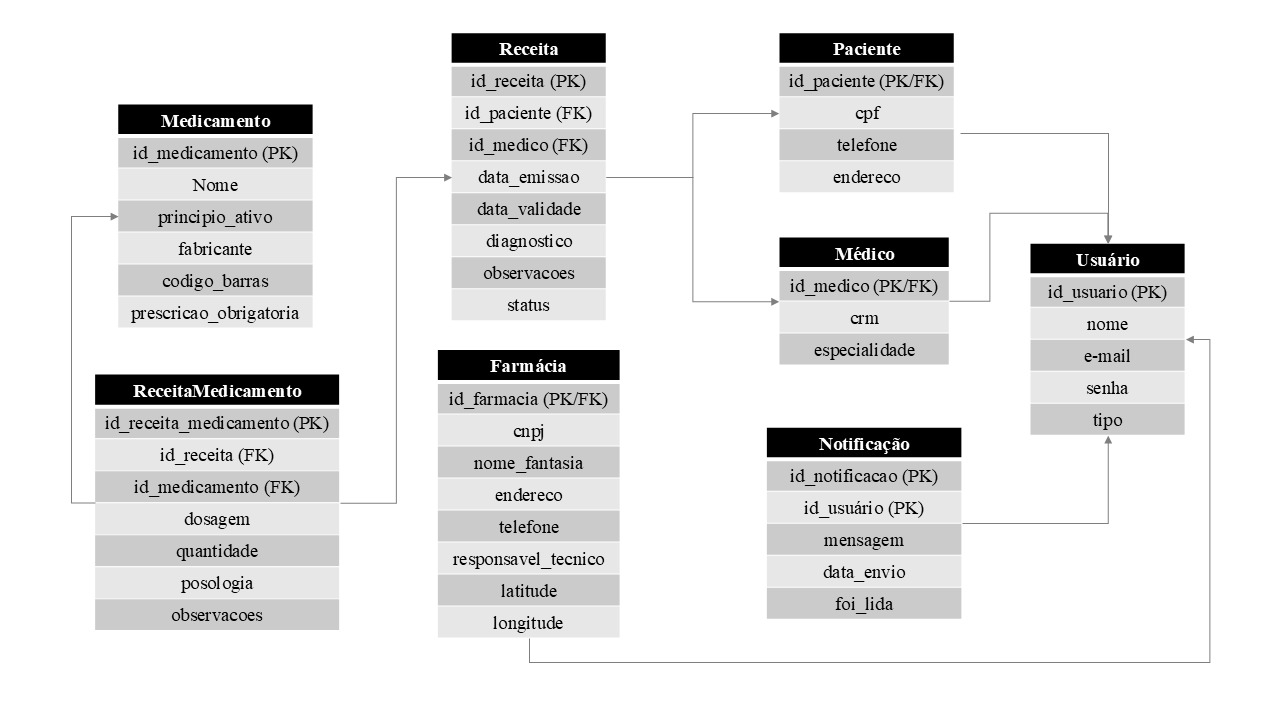 Medicamento
id_medicamento (PK)
Nome
principio_ativo
fabricante
codigo_barras
prescricao_obrigatoria
ReceitaMedicamento
id_receita_medicamento (PK)
id_receita (FK)
id_medicamento (FK)
dosagem
quantidade
posologia
observacoes
Receita
id_receita (PK)
id_paciente (FK)
id_medico (FK)
data_emissao
data_validade
diagnostico
observacoes
status
Farmácia
id_farmacia (PK/FK)
cnpj
nome_fantasia
endereco
telefone
responsavel_tecnico
latitude
longitude
Paciente
id_paciente (PK/FK)
cpf
telefone
endereco
Médico
id_medico (PK/FK)
crm
especialidade
Notificação
id_notificacao (PK)
id_usuário (PK)
mensagem
data_envio
foi_lida
Usuário
id_usuario (PK)
nome
e-mail
senha
tipo